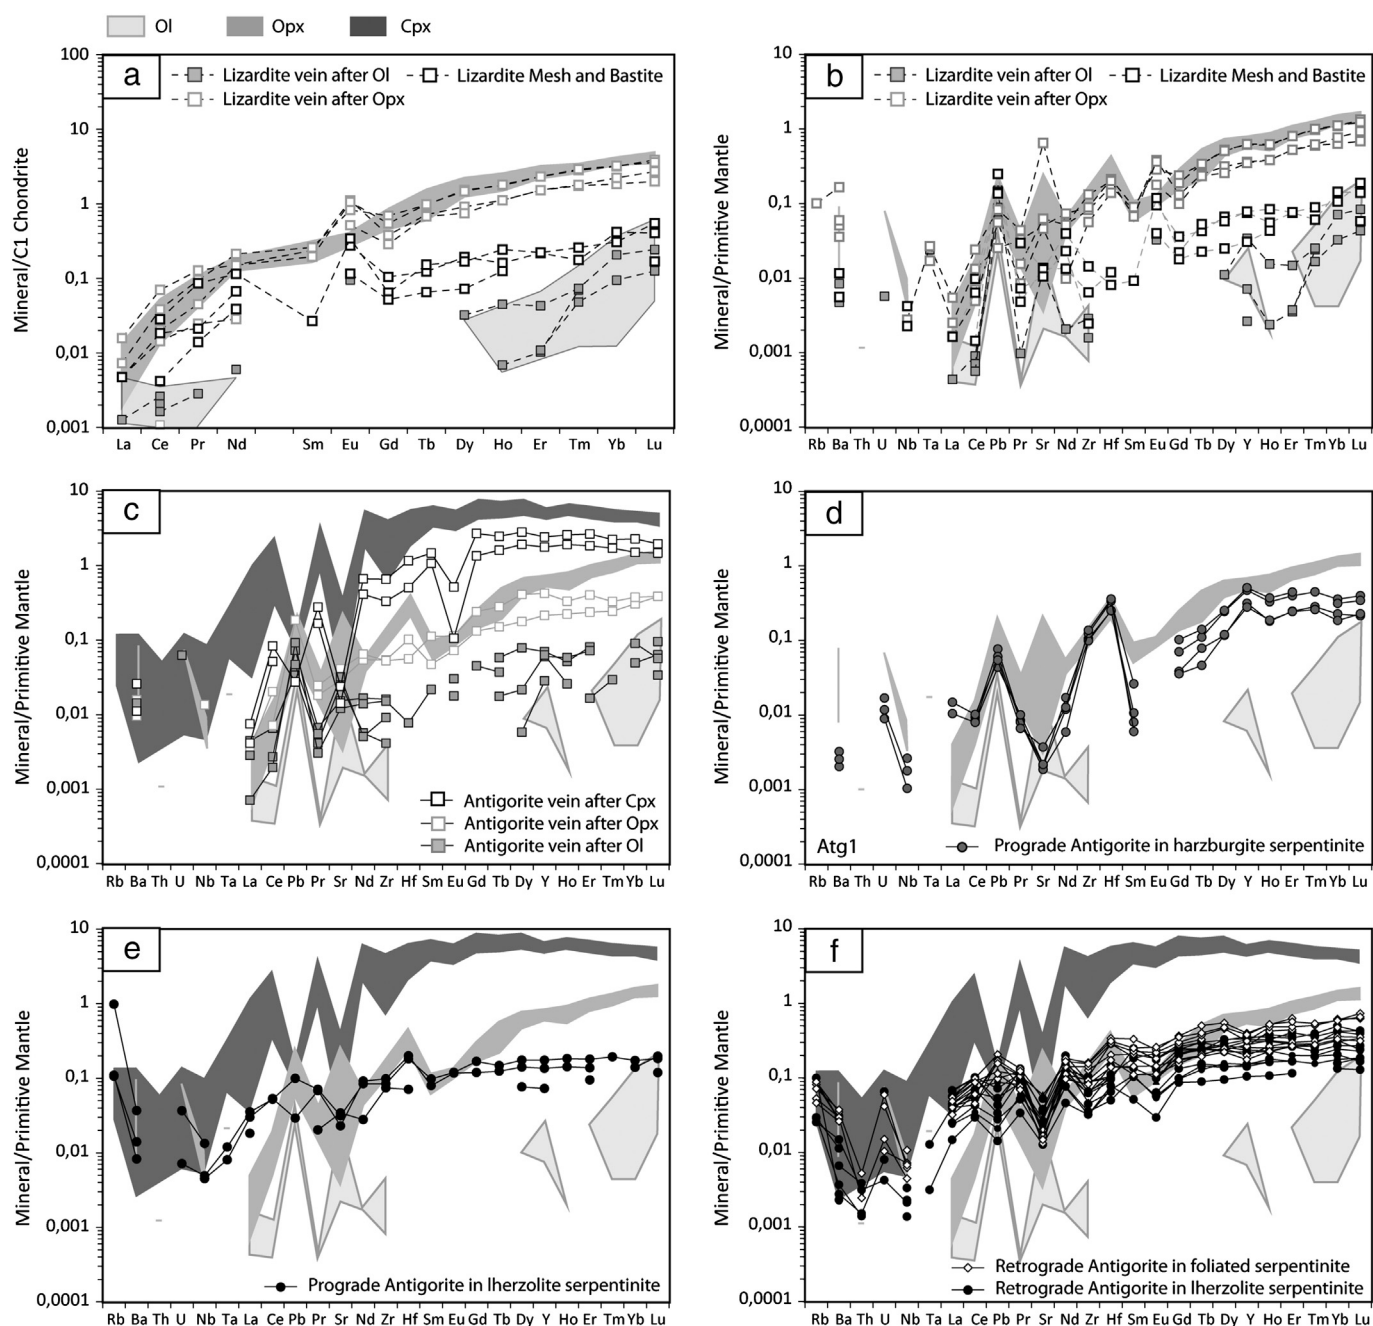 Ol Opx Cpx
a
Lizardite vein after Ol
Lizardite Mesh and Bastite
Lizardite vein after Opx
Mineral/C1 Chondrite
100
10
1
0,1
0,01
0,001
La Ce Pr Nd Sm Eu Gd Tb Dy Ho Er Tm Yb Lu
b
Lizardite vein after Ol
Lizardite Mesh and Bastite
Lizardite vein after Opx
Mineral/Primitive Mantle
10
1
0,1
0,01
0,001
0,0001
Rb Ba Th U Nb Ta La Ce Pb Pr Sr Nd Zr Hf Sm Eu Gd Tb Dy Y Ho Er Tm Yb Lu
c
Mineral/Primitive Mantle
10
1
0,1
0,01
0,001
0,0001
Antigorite vein after Cpx
Antigorite vein after Opx
Antigorite vein after Ol
Rb Ba Th U Nb Ta La Ce Pb Pr Sr Nd Zr Hf Sm Eu Gd Tb Dy Y Ho Er Tm Yb Lu
d
Mineral/Primitive Mantle
10
1
0,1
0,01
0,001
0,0001
Atg1
Prograde Antigorite in harzburgite serpentinite
Rb Ba Th U Nb Ta La Ce Pb Pr Sr Nd Zr Hf Sm Eu Gd Tb Dy Y Ho Er Tm Yb Lu
e
Mineral/Primitive Mantle
10
1
0,1
0,01
0,001
0,0001
Prograde Antigorite in lherzolite serpentinite
Rb Ba Th U Nb Ta La Ce Pb Pr Sr Nd Zr Hf Sm Eu Gd Tb Dy Y Ho Er Tm Yb Lu
f
Mineral/Primitive Mantle
10
1
0,1
0,01
0,001
0,0001
Retrograde Antigorite in foliated serpentinite
Retrograde Antigorite in lherzolite serpentinite
Rb Ba Th U Nb Ta La Ce Pb Pr Sr Nd Zr Hf Sm Eu Gd Tb Dy Y Ho Er Tm Yb Lu